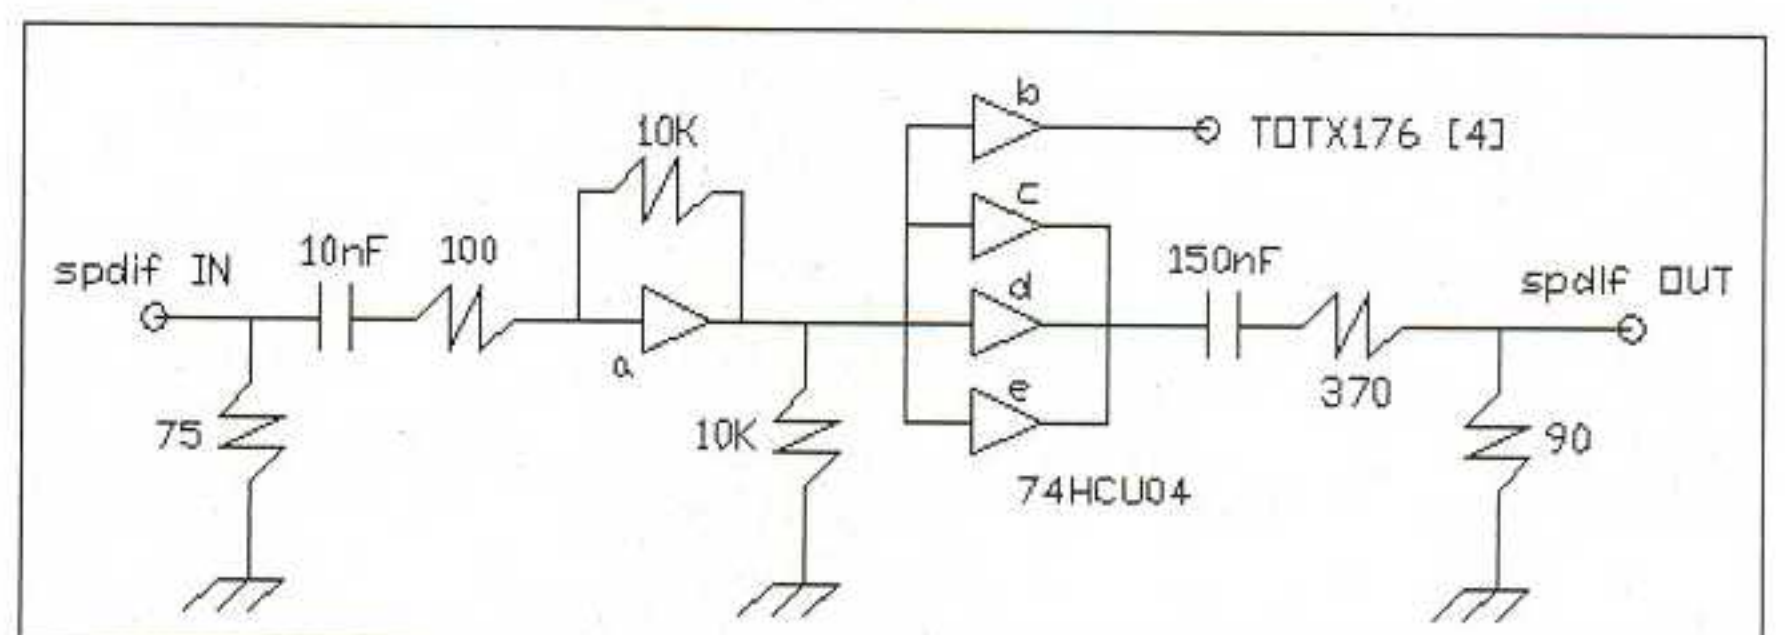 b
10K
TOTX176 [4]
c
spdif IN
10nF
100
150nF
spdif OUT
d
a
370
e
75
10K
90
74HCU04